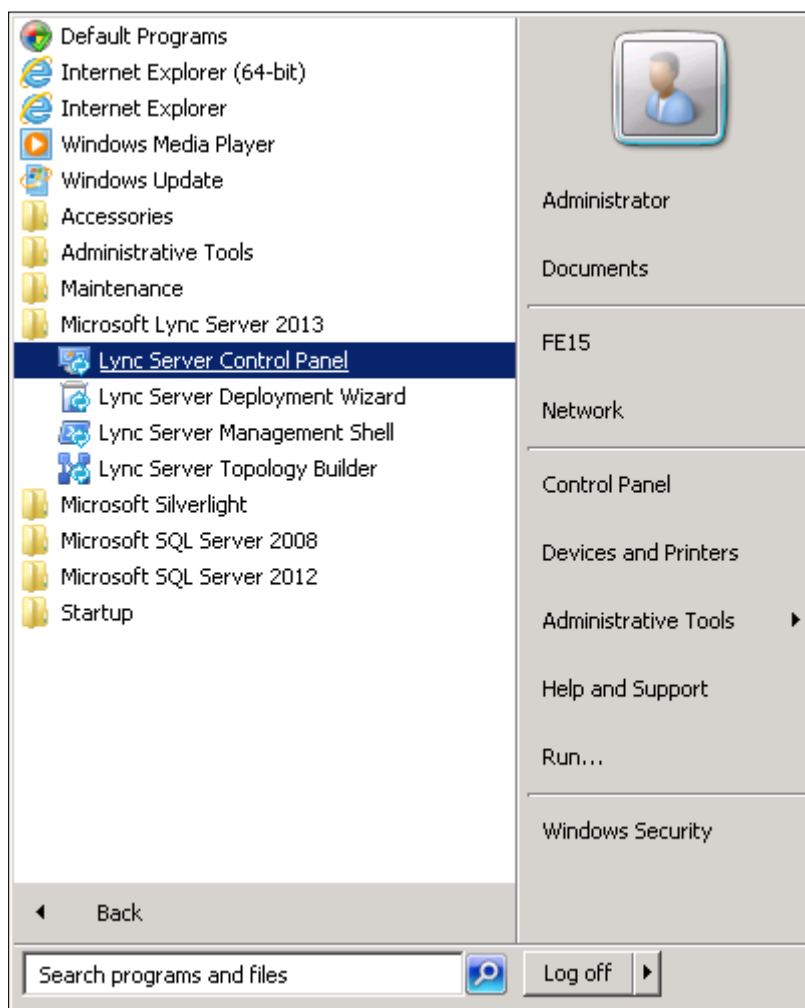 Default Programs
Internet Explorer (64-bit)
Internet Explorer
Windows Media Player
Windows Update
Accessories
Administrative Tools
Maintenance
Microsoft Lync Server 2013
Lync Server Control Panel
Lync Server Deployment Wizard
Lync Server Management Shell
Lync Server Topology Builder
Microsoft Silverlight
Microsoft SQL Server 2008
Microsoft SQL Server 2012
Startup
Back
Search programs and files
Administrator
Documents
FE15
Network
Control Panel
Devices and Printers
Administrative Tools
Help and Support
Run...
Windows Security
Log off